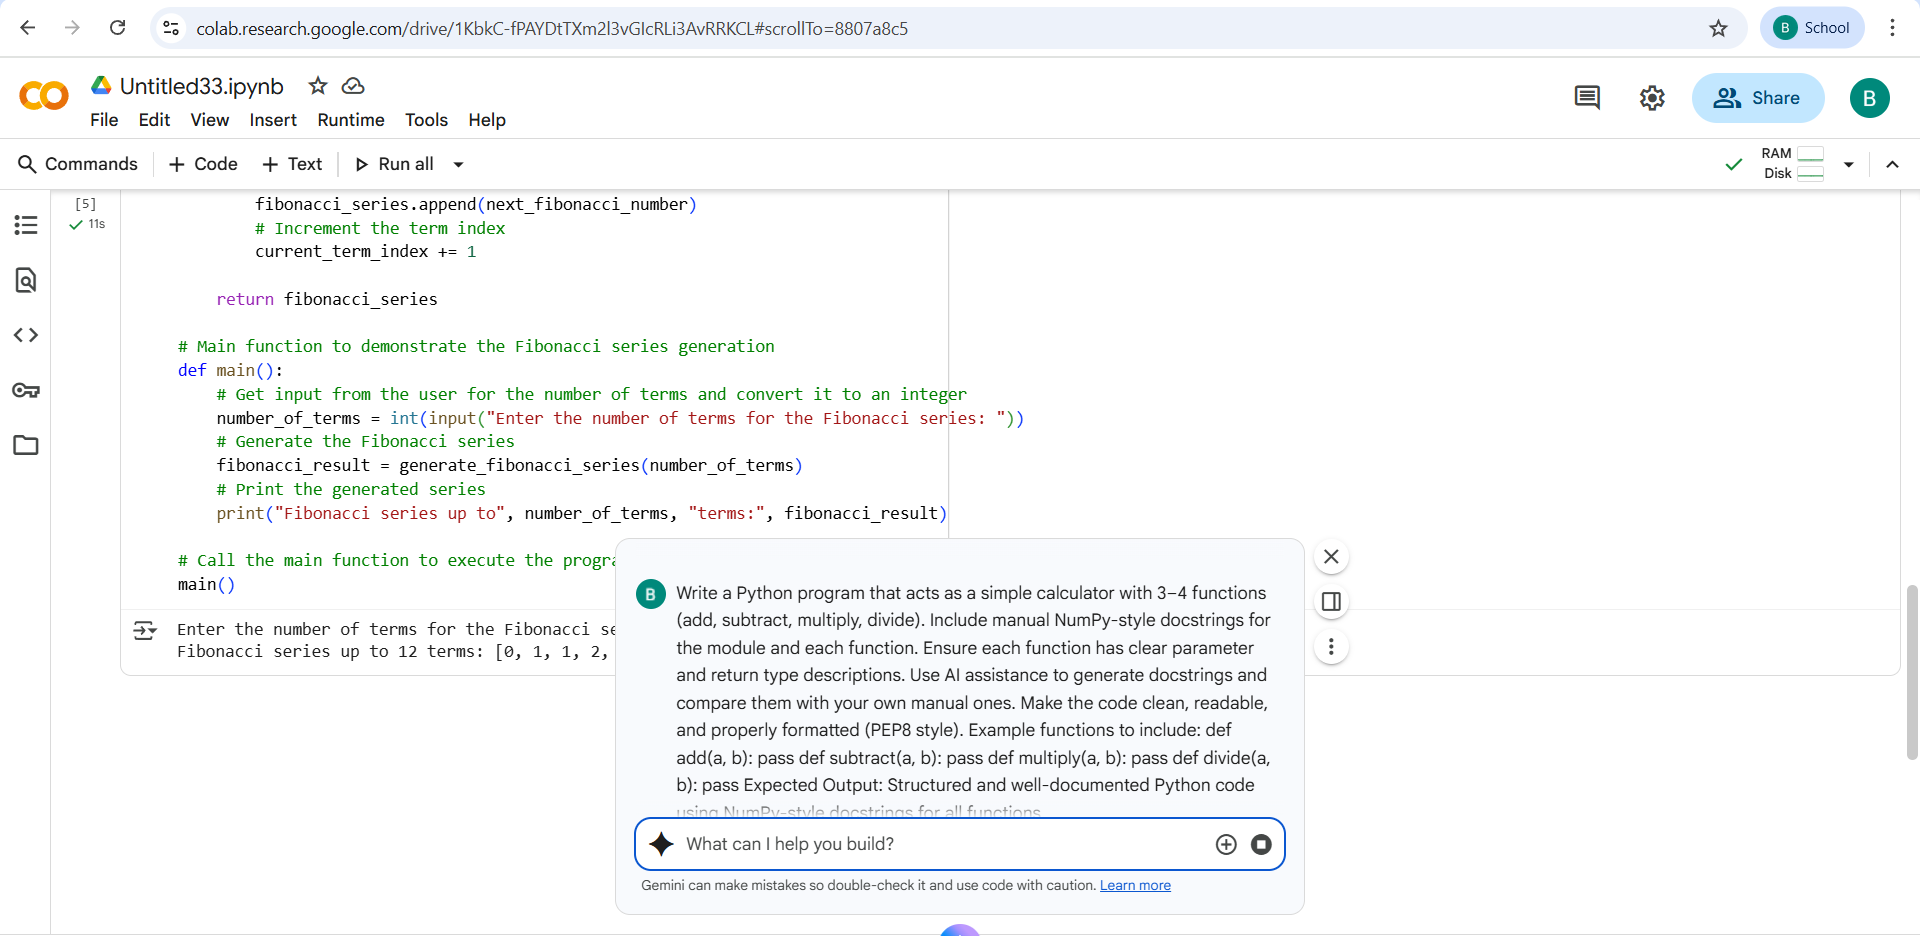 colab.research.google.com/drive/1KbkC-fPAYDtTXm2l3vGIcRLi3AvRRKCL#scrollTo=8807a8c5
B School
Untitled33.ipynb
File Edit View Insert Runtime Tools Help
Share
B
Commands + Code + Text Run all
RAM
Disk
[5]
11s
fibonacci_series.append(next_fibonacci_number)
# Increment the term index
current_term_index += 1
return fibonacci_series
# Main function to demonstrate the Fibonacci series generation
def main():
# Get input from the user for the number of terms and convert it to an integer
number_of_terms = int(input("Enter the number of terms for the Fibonacci series: "))
# Generate the Fibonacci series
fibonacci_result = generate_fibonacci_series(number_of_terms)
# Print the generated series
print("Fibonacci series up to", number_of_terms, "terms:", fibonacci_result)
# Call the main function to execute the progra
main()
Enter the number of terms for the Fibonacci se
Fibonacci series up to 12 terms: [0, 1, 1, 2,
B
Write a Python program that acts as a simple calculator with 3–4 functions
(add, subtract, multiply, divide). Include manual NumPy-style docstrings for
the module and each function. Ensure each function has clear parameter
and return type descriptions. Use AI assistance to generate docstrings and
compare them with your own manual ones. Make the code clean, readable,
and properly formatted (PEP8 style). Example functions to include: def
add(a, b): pass def subtract(a, b): pass def multiply(a, b): pass def divide(a,
b): pass Expected Output: Structured and well-documented Python code
using NumPy-style docstrings for all functions
What can I help you build?
Gemini can make mistakes so double-check it and use code with caution. Learn more